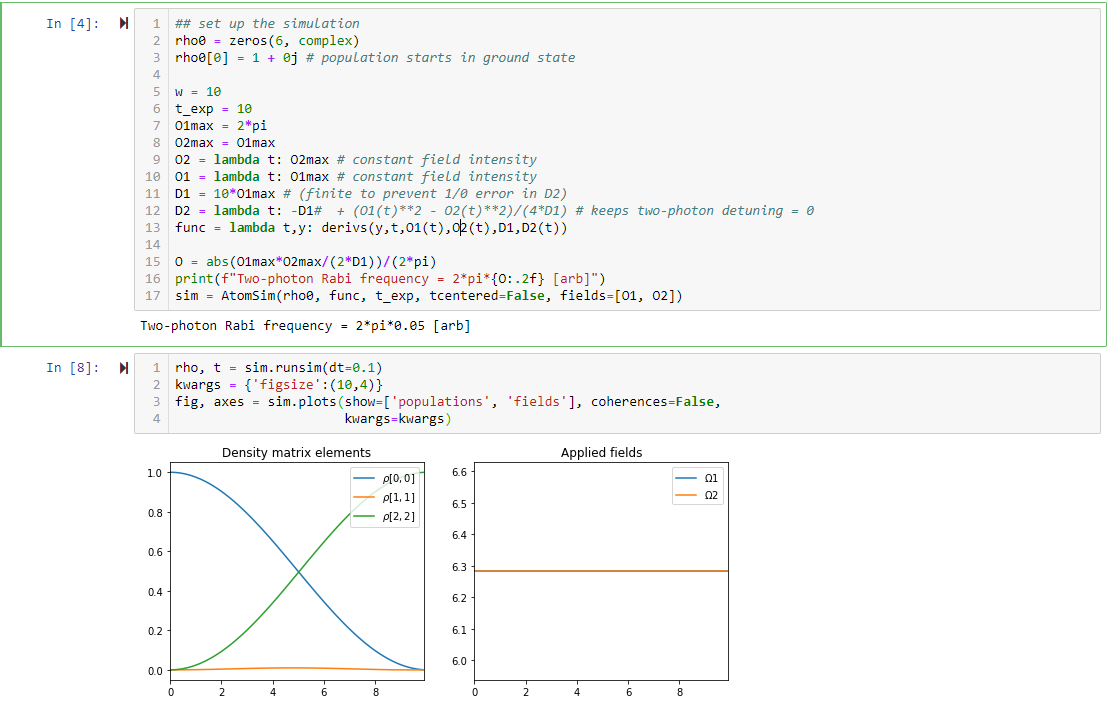 In [4]:
1 ## set up the simulation
2 rho0 = zeros(6, complex)
3 rho0[0] = 1 + 0j # population starts in ground state
4
5 w = 10
6 t_exp = 10
7 O1max = 2*pi
8 O2max = O1max
9 O2 = lambda t: O2max # constant field intensity
10 O1 = lambda t: O1max # constant field intensity
11 D1 = 10*O1max # (finite to prevent 1/0 error in D2)
12 D2 = lambda t: -D1#  + (O1(t)**2 - O2(t)**2)/(4*D1) # keeps two-photon detuning = 0
13 func = lambda t,y: derivs(y,t,O1(t),O2(t),D1,D2(t))
14
15 O = abs(O1max*O2max/(2*D1))/(2*pi)
16 print(f"Two-photon Rabi frequency = 2*pi*{O:.2f} [arb]")
17 sim = AtomSim(rho0, func, t_exp, tcentered=False, fields=[O1, O2])
Two-photon Rabi frequency = 2*pi*0.05 [arb]
In [8]:
1 rho, t = sim.runsim(dt=0.1)
2 kwargs = {'figsize':(10,4)}
3 fig, axes = sim.plots(show=['populations', 'fields'], coherences=False,
4                       kwargs=kwargs)
Density matrix elements
1.0
0.8
0.6
0.4
0.2
0.0
0 2 4 6 8
ρ[0,0]
ρ[1,1]
ρ[2,2]
Applied fields
6.6
6.5
6.4
6.3
6.2
6.1
6.0
0 2 4 6 8
Ω1
Ω2